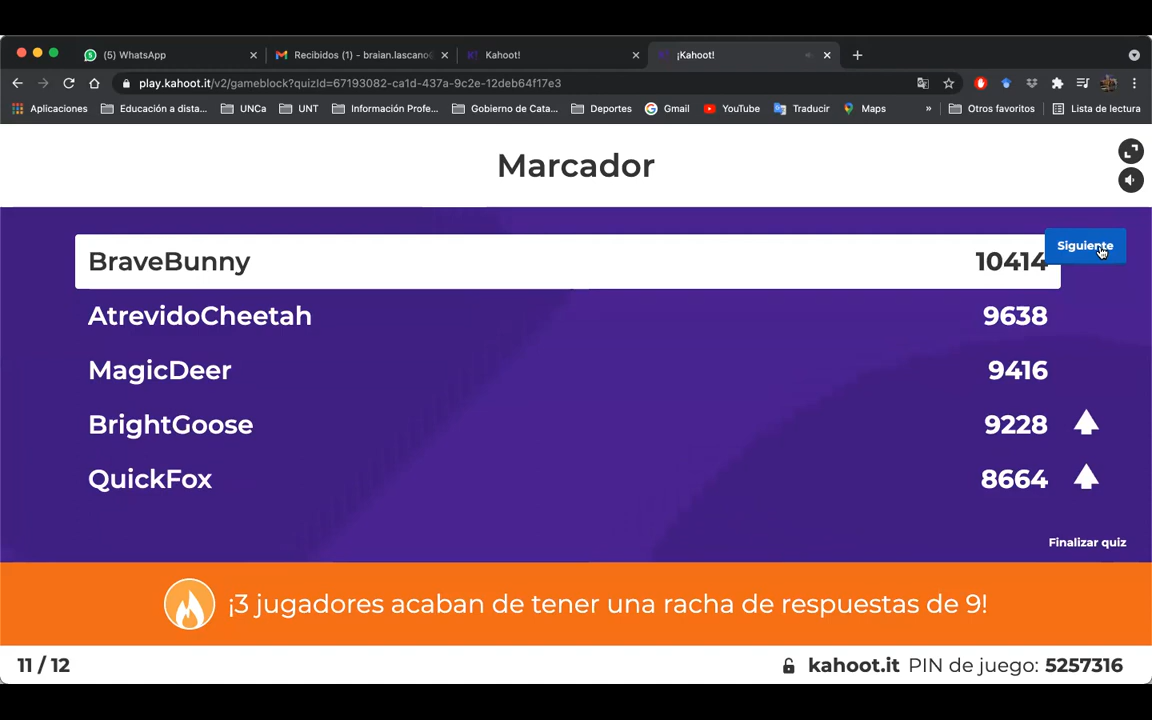 (5) WhatsApp
Recibidos (1) - braian.lascano@
Kahoot!
¡Kahoot!
play.kahoot.it/v2/gameblock?quizId=67193082-ca1d-437a-9c2e-12deb64f17e3
Aplicaciones
Educación a dista...
UNCa
UNT
Información Profe...
Gobierno de Cata...
Deportes
Gmail
YouTube
Traducir
Maps
»
Otros favoritos
Lista de lectura
Marcador
Siguiente
BraveBunny 10414
AtrevidoCheetah 9638
MagicDeer 9416
BrightGoose 9228
QuickFox 8664
Finalizar quiz
¡3 jugadores acaban de tener una racha de respuestas de 9!
11 / 12
kahoot.it PIN de juego: 5257316